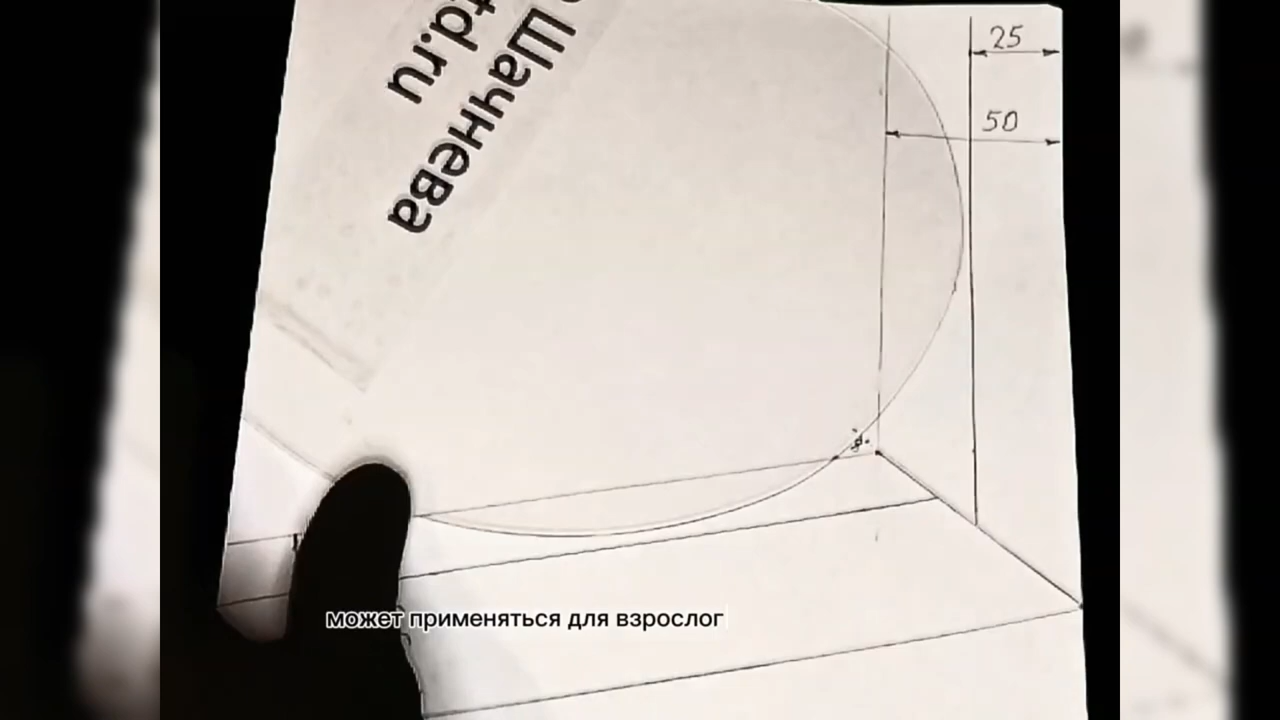 td.ru
Шачнева
25
50
может применяться для взрослог